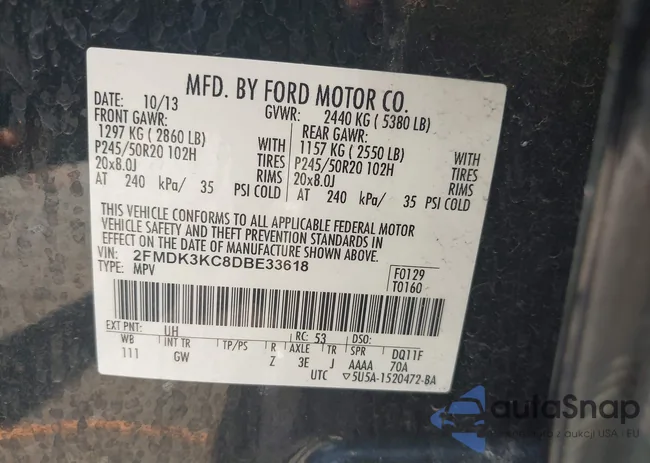 MFD. BY FORD MOTOR CO.
DATE: 10/13 GVWR: 2440 KG ( 5380 LB)
FRONT GAWR: REAR GAWR:
1297 KG ( 2860 LB) WITH 1157 KG ( 2550 LB) WITH
P245/50R20 102H TIRES P245/50R20 102H TIRES
20x8.0J RIMS 20x8.0J RIMS
AT 240 kPa/ 35 PSI COLD AT 240 kPa/ 35 PSI COLD
THIS VEHICLE CONFORMS TO ALL APPLICABLE FEDERAL MOTOR
VEHICLE SAFETY AND THEFT PREVENTION STANDARDS IN
EFFECT ON THE DATE OF MANUFACTURE SHOWN ABOVE.
VIN: 2FMDK3KC8DBE33618 F0129
TYPE: MPV T0160
EXT PNT: UH RC: 53 DSO:
WB INT TR TP/PS R AXLE TR SPR DQ11F
111 GW Z 3E J AAAA 70A
UTC ▽5U5A-1520472-BA
autoSnap
z aukcji USA - EU